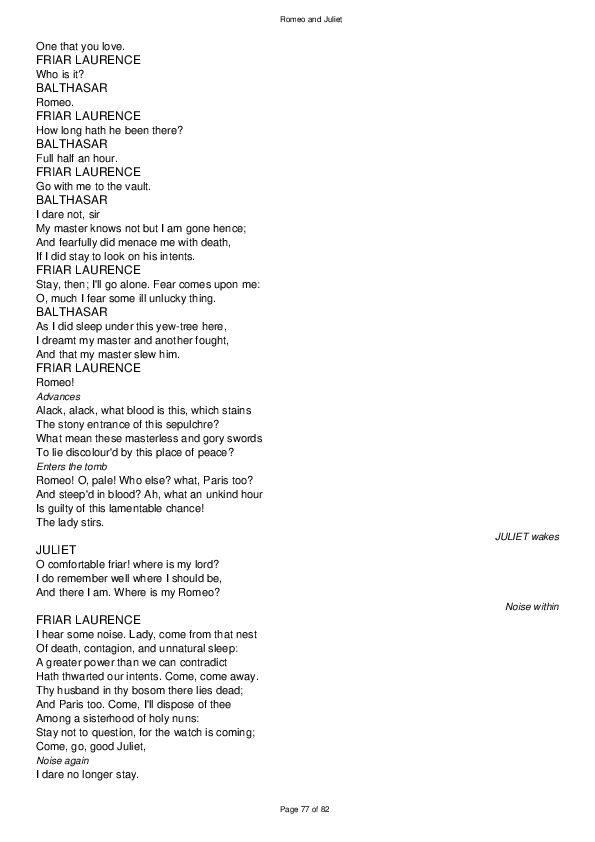 Romeo and Juliet
One that you love.
FRIAR LAURENCE
Who is it?
BALTHASAR
Romeo.
FRIAR LAURENCE
How long hath he been there?
BALTHASAR
Full half an hour.
FRIAR LAURENCE
Go with me to the vault.
BALTHASAR
I dare not, sir
My master knows not but I am gone hence;
And fearfully did menace me with death,
If I did stay to look on his intents.
FRIAR LAURENCE
Stay, then; I'll go alone. Fear comes upon me:
O, much I fear some ill unlucky thing.
BALTHASAR
As I did sleep under this yew-tree here,
I dreamt my master and another fought,
And that my master slew him.
FRIAR LAURENCE
Romeo!
Advances
Alack, alack, what blood is this, which stains
The stony entrance of this sepulchre?
What mean these masterless and gory swords
To lie discolour'd by this place of peace?
Enters the tomb
Romeo! O, pale! Who else? what, Paris too?
And steep'd in blood? Ah, what an unkind hour
Is guilty of this lamentable chance!
The lady stirs.
JULIET wakes
JULIET
O comfortable friar! where is my lord?
I do remember well where I should be,
And there I am. Where is my Romeo?
Noise within
FRIAR LAURENCE
I hear some noise. Lady, come from that nest
Of death, contagion, and unnatural sleep:
A greater power than we can contradict
Hath thwarted our intents. Come, come away.
Thy husband in thy bosom there lies dead;
And Paris too. Come, I'll dispose of thee
Among a sisterhood of holy nuns:
Stay not to question, for the watch is coming;
Come, go, good Juliet,
Noise again
I dare no longer stay.
Page 77 of 82